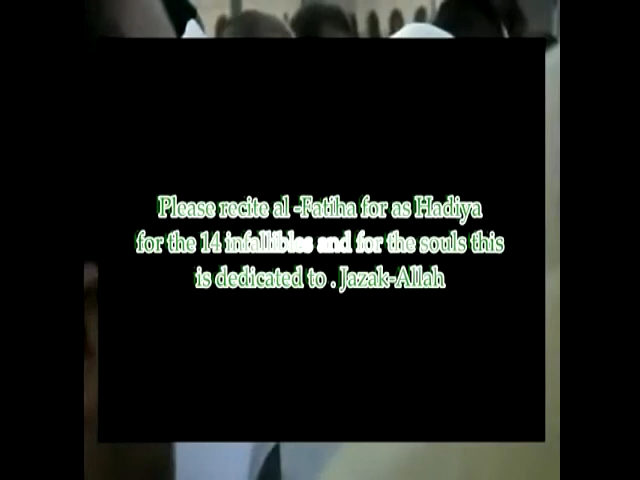 Please recite al -Fatiha for as Hadiya
for the 14 infallibles and for the souls this
is dedicated to . Jazak-Allah